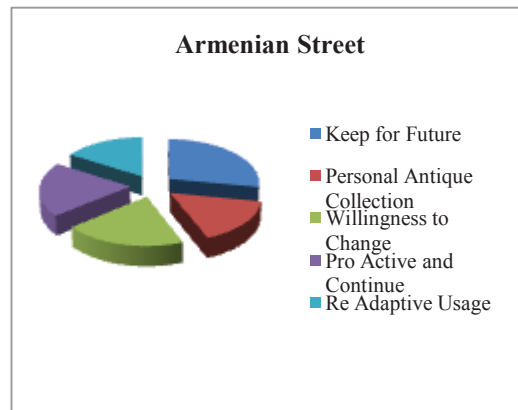 Armenian Street
Keep for Future
Personal Antique
Collection
Willingness to
Change
Pro Active and
Continue
Re Adaptive Usage